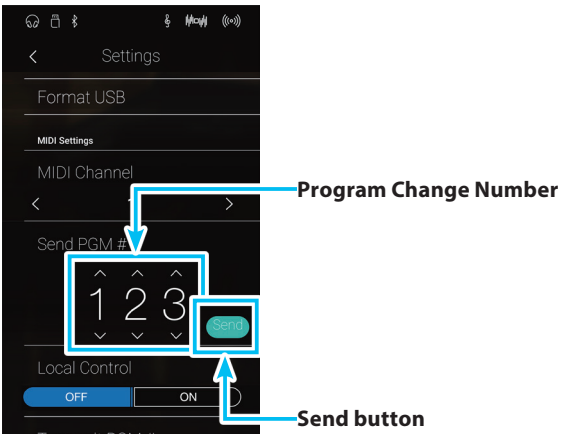 Settings
Format USB
MIDI Settings
MIDI Channel
Program Change Number
Send PGM #
1 2 3
Send
Local Control
OFF ON
Send button